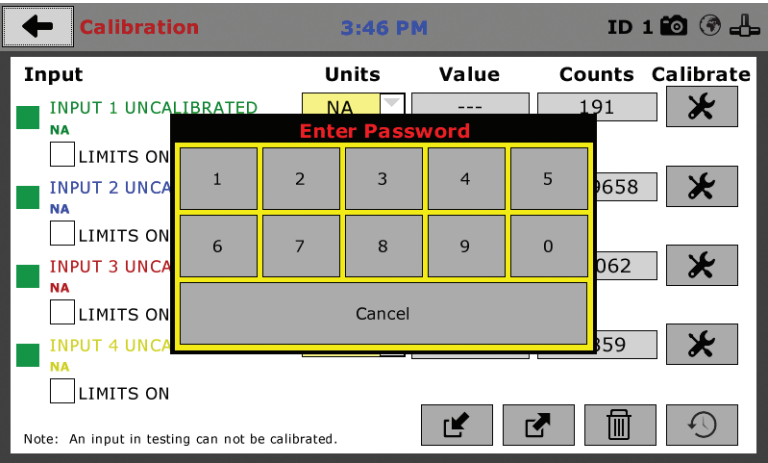 Calibration 3:46 PM ID 1
Input Units Value Counts Calibrate
INPUT 1 UNCALIBRATED NA --- 191
NA
LIMITS ON
Enter Password
1 2 3 4 5
INPUT 2 UNCA 9658
NA
LIMITS ON
6 7 8 9 0
INPUT 3 UNCA 062
NA
LIMITS ON
Cancel
INPUT 4 UNCA 859
NA
LIMITS ON
Note: An input in testing can not be calibrated.